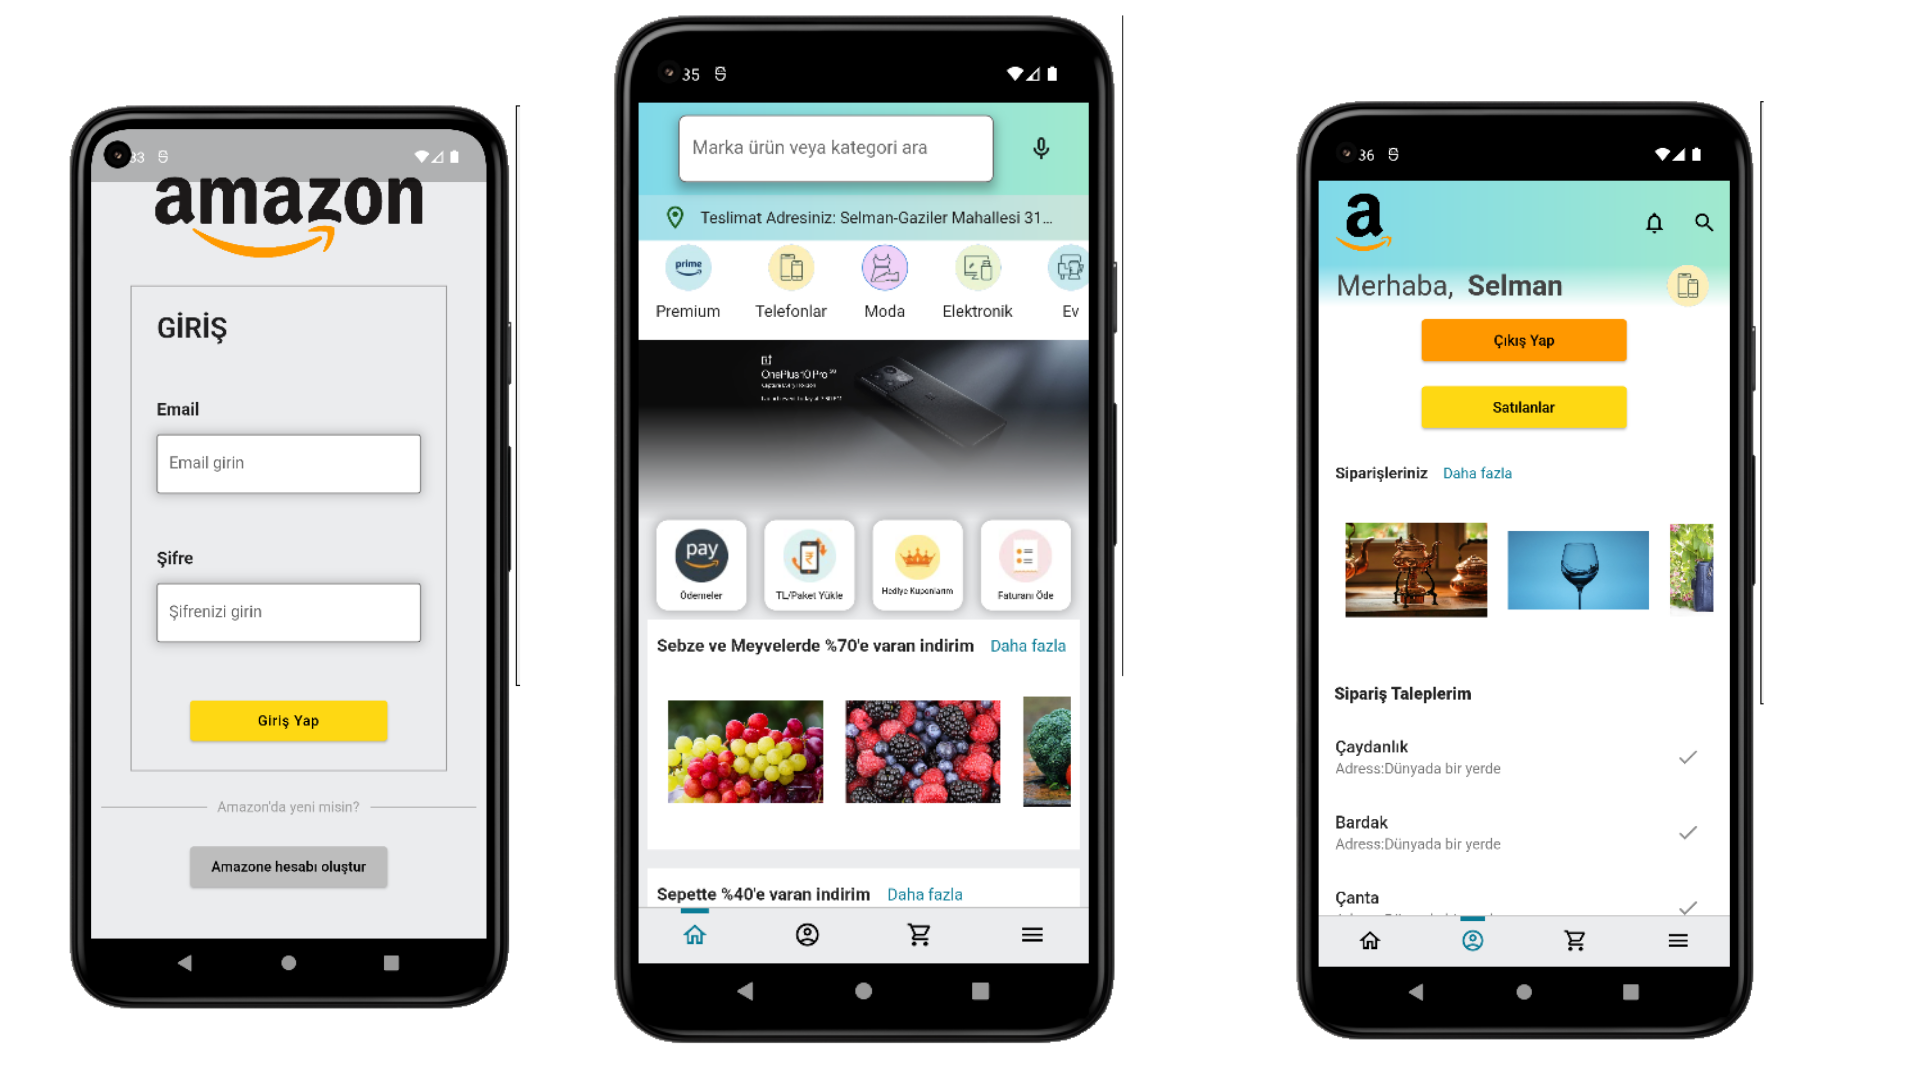 33
amazon
GİRİŞ
Email
Email girin
Şifre
Şifrenizi girin
Giriş Yap
Amazon'da yeni misin?
Amazone hesabı oluştur
35
Marka ürün veya kategori ara
Teslimat Adresiniz: Selman-Gaziler Mahallesi 31...
prime
Premium
Telefonlar
Moda
Elektronik
Ev
OnePlus 10 Pro 5G
pay
Ödemeler
TL/Paket Yükle
Hediye Kuponlarım
Faturanı Öde
Sebze ve Meyvelerde %70'e varan indirim Daha fazla
Sepette %40'e varan indirim Daha fazla
36
a
Merhaba, Selman
Çıkış Yap
Satılanlar
Siparişleriniz Daha fazla
Sipariş Taleplerim
Çaydanlık
Adress:Dünyada bir yerde
Bardak
Adress:Dünyada bir yerde
Çanta